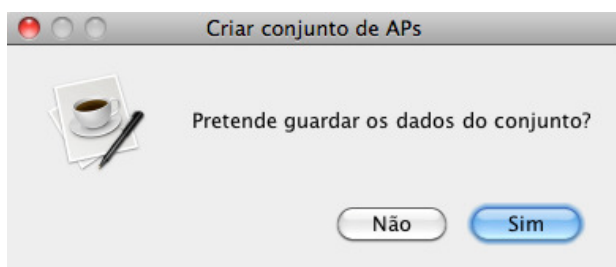 Criar conjunto de APs
Pretende guardar os dados do conjunto?
Não Sim